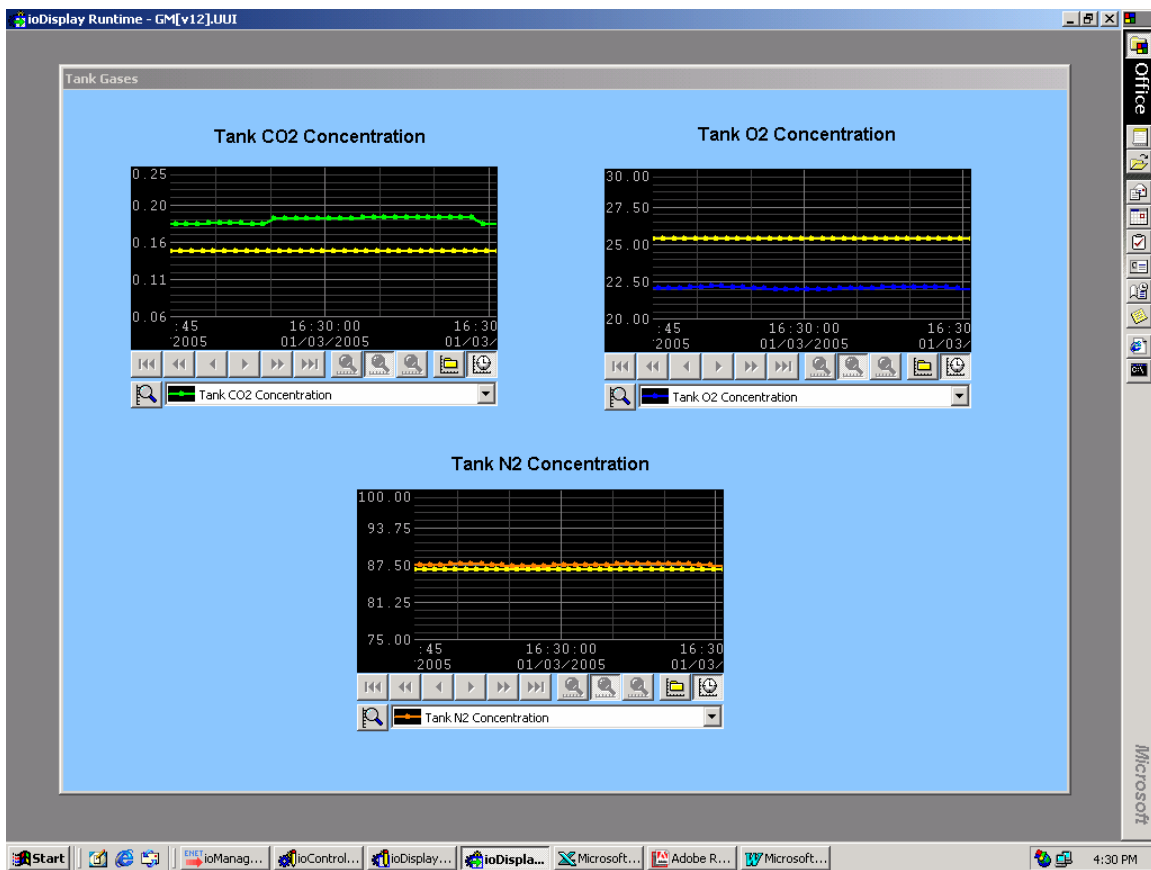 ioDisplay Runtime - GM[v12].UUI
Office
Tank Gases
Tank CO2 Concentration
0.25
0.20
0.16
0.11
0.06
:45 16:30:00 16:30
'2005 01/03/2005 01/03/
Tank CO2 Concentration
Tank O2 Concentration
30.00
27.50
25.00
22.50
20.00
:45 16:30:00 16:30
'2005 01/03/2005 01/03/
Tank O2 Concentration
Tank N2 Concentration
100.00
93.75
87.50
81.25
75.00
:45 16:30:00 16:30
'2005 01/03/2005 01/03/
Tank N2 Concentration
Microsoft
Start ioManag... ioControl... ioDisplay... ioDispla... Microsoft... Adobe R... Microsoft... 4:30 PM